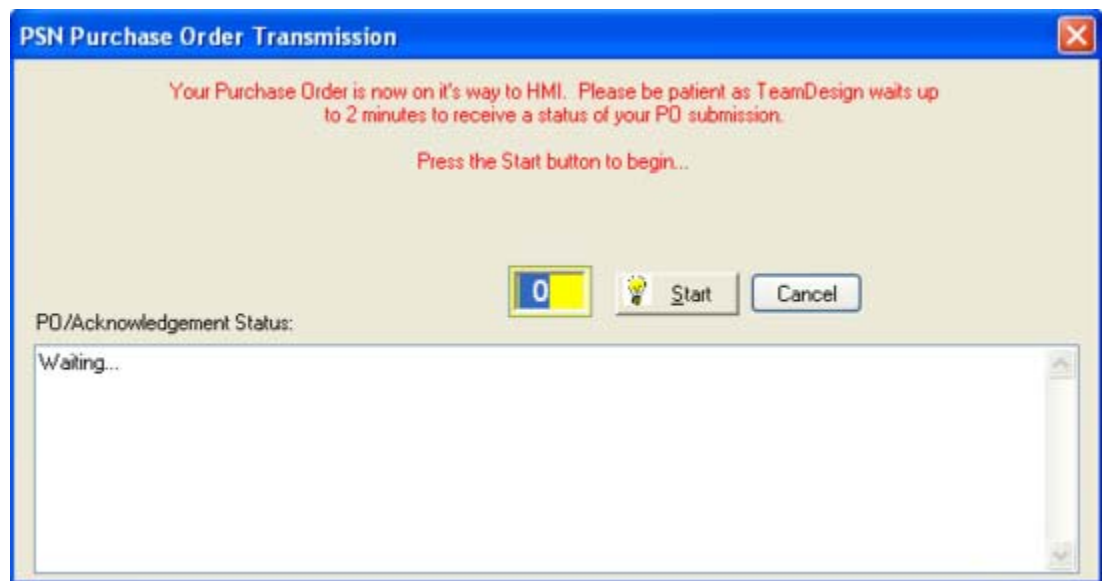 PSN Purchase Order Transmission
Your Purchase Order is now on it's way to HMI.  Please be patient as TeamDesign waits up
to 2 minutes to receive a status of your PO submission.
Press the Start button to begin...
0
Start
Cancel
PO/Acknowledgement Status:
Waiting...